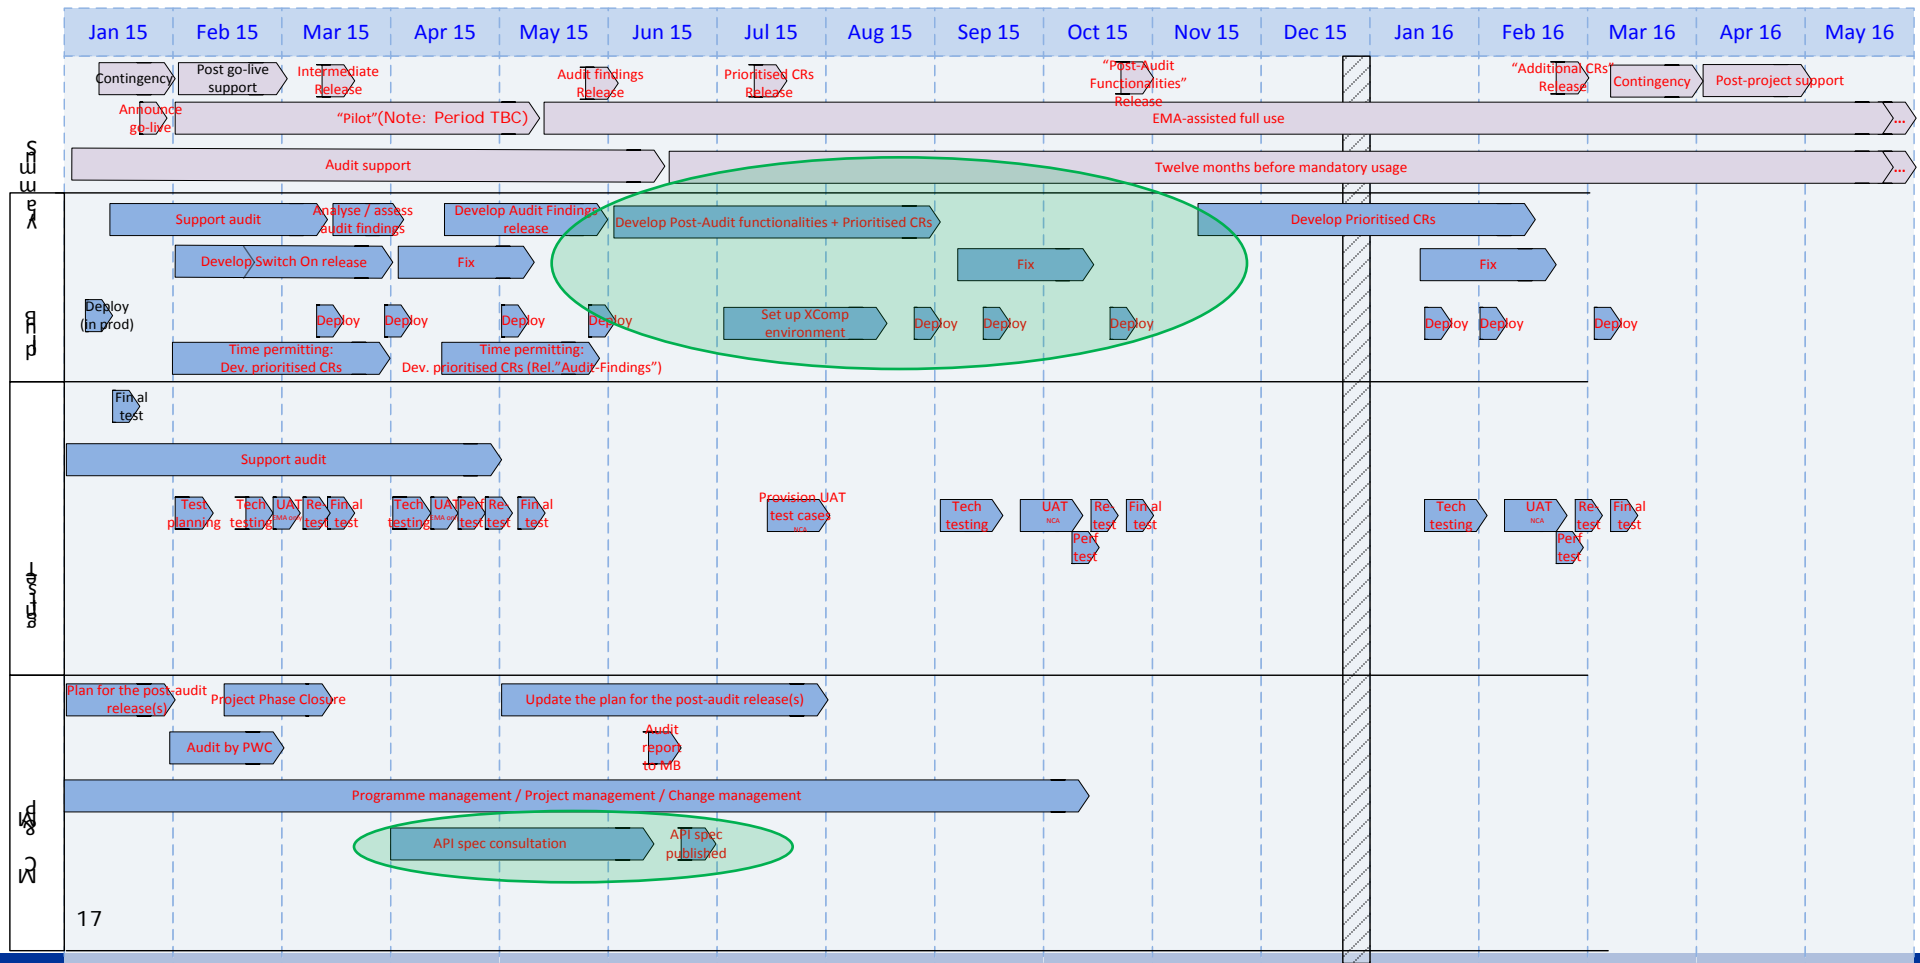 Jan 15 Feb 15 Mar 15 Apr 15 May 15 Jun 15 Jul 15 Aug 15 Sep 15 Oct 15 Nov 15 Dec 15 Jan 16 Feb 16 Mar 16 Apr 16 May 16
Contingency
Post go-live
support
Intermediate
Release
Audit findings
Release
Prioritised CRs
Release
“Post-Audit
Functionalities”
Release
“Additional CRs”
Release
Contingency
Post-project support
Announce
go-live
“Pilot”(Note: Period TBC)
EMA-assisted full use
...
Audit support
Twelve months before mandatory usage
...
Support audit
Analyse / assess
audit findings
Develop Audit Findings
release
Develop Post-Audit functionalities + Prioritised CRs
Develop Prioritised CRs
Develop Switch On release
Fix
Fix
Fix
Deploy
(in prod)
Deploy
Deploy
Deploy
Deploy
Set up XComp
environment
Deploy
Deploy
Deploy
Deploy
Deploy
Deploy
Time permitting:
Dev. prioritised CRs
Time permitting:
Dev. prioritised CRs (Rel.“Audit-Findings”)
Final
test
Support audit
Test
planning
Tech
testing
UAT
EMA only
Re
test
Final
test
Tech
testing
UAT
EMA only
Perf
test
Re
test
Final
test
Provision UAT
test cases
NCA
Tech
testing
UAT
NCA
Re
test
Final
test
Perf
test
Tech
testing
UAT
NCA
Re
test
Final
test
Perf
test
Plan for the post-audit
release(s)
Project Phase Closure
Update the plan for the post-audit release(s)
Audit by PWC
Audit
report
to MB
Programme management / Project management / Change management
API spec consultation
API spec
published
17